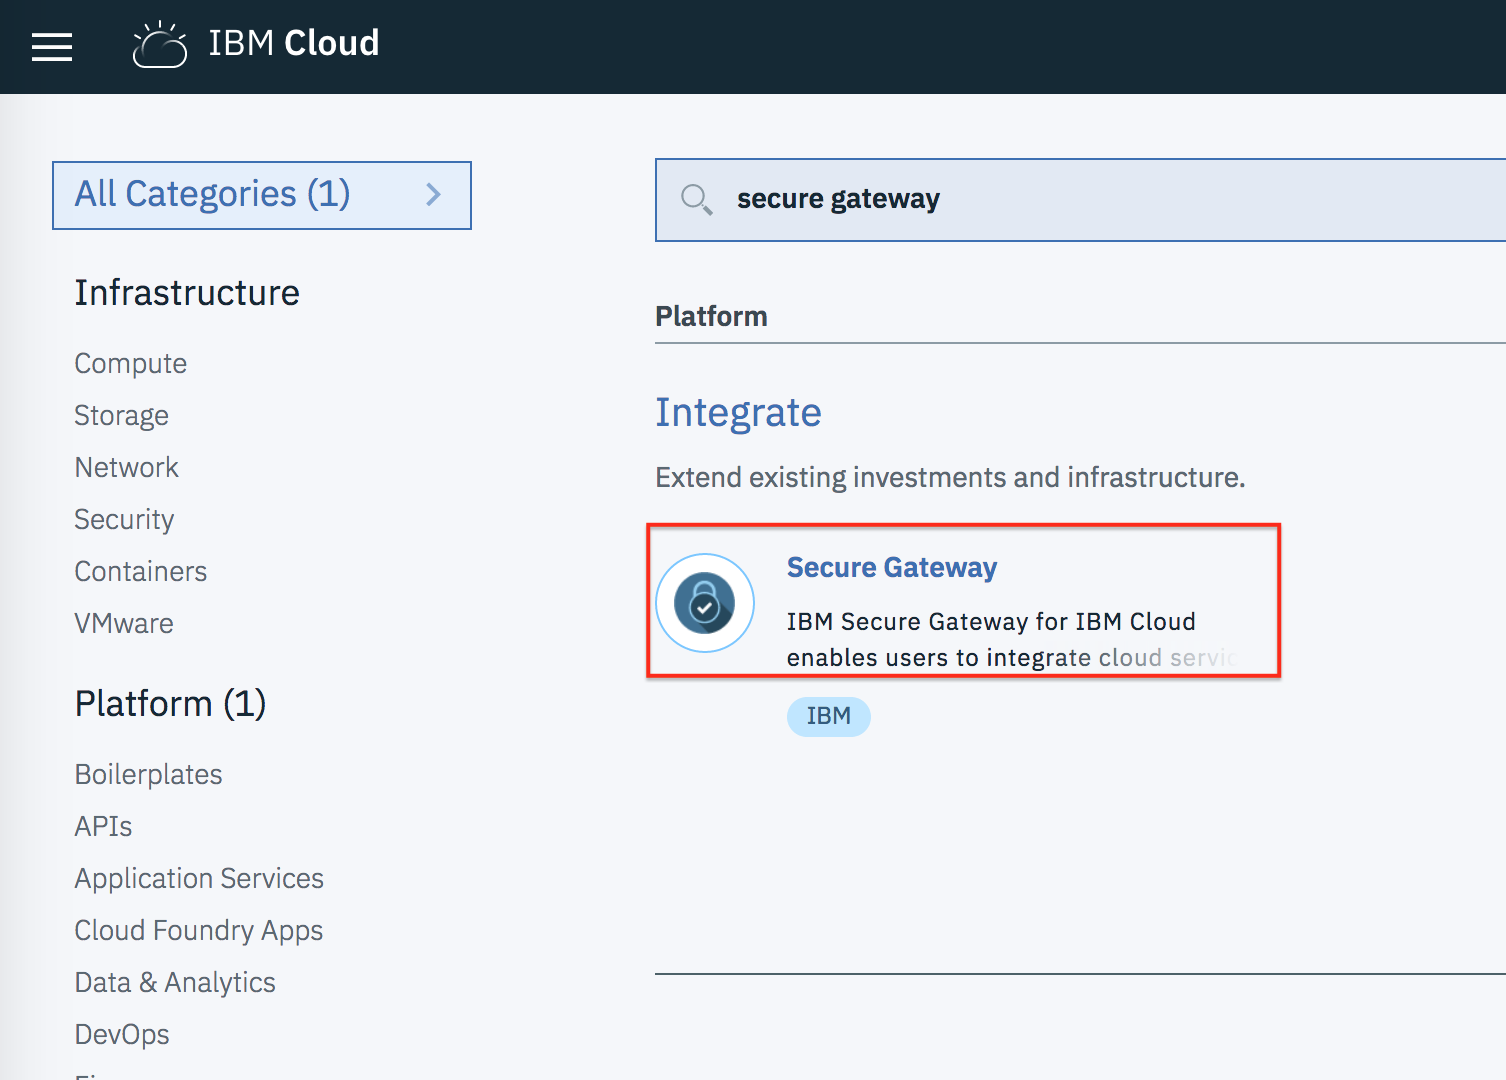 IBM Cloud
All Categories (1)
Infrastructure
Compute
Storage
Network
Security
Containers
VMware
Platform (1)
Boilerplates
APIs
Application Services
Cloud Foundry Apps
Data & Analytics
DevOps
secure gateway
Platform
Integrate
Extend existing investments and infrastructure.
Secure Gateway
IBM Secure Gateway for IBM Cloud
enables users to integrate cloud servic
IBM